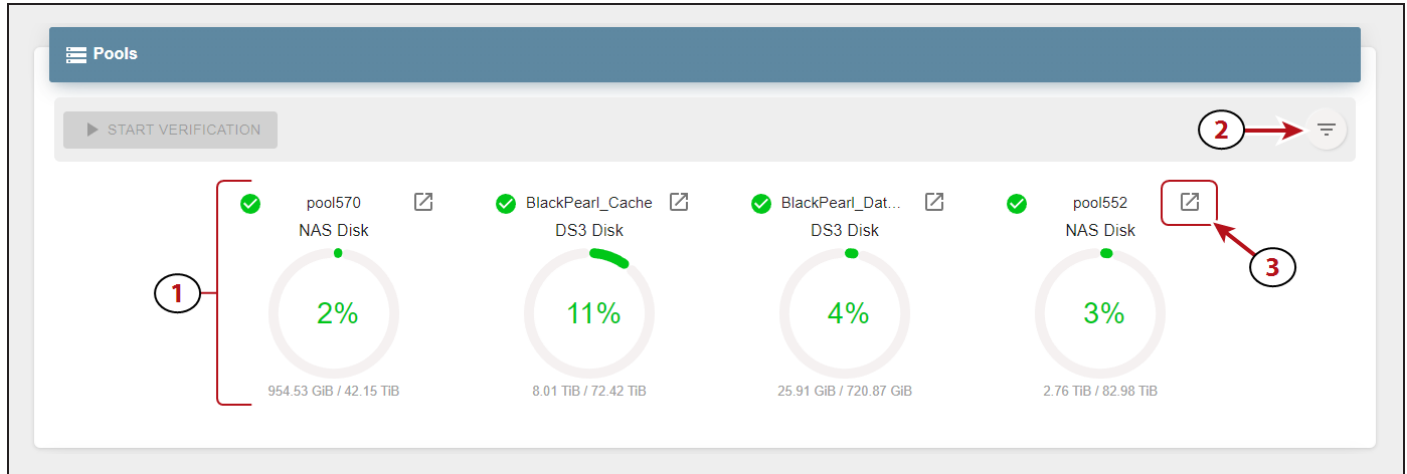 Pools
START VERIFICATION
2
pool570
NAS Disk
2%
954.53 GiB / 42.15 TiB
BlackPearl_Cache
DS3 Disk
11%
8.01 TiB / 72.42 TiB
BlackPearl_Dat...
DS3 Disk
4%
25.91 GiB / 720.87 GiB
pool552
NAS Disk
3%
2.76 TiB / 82.98 TiB
1
3